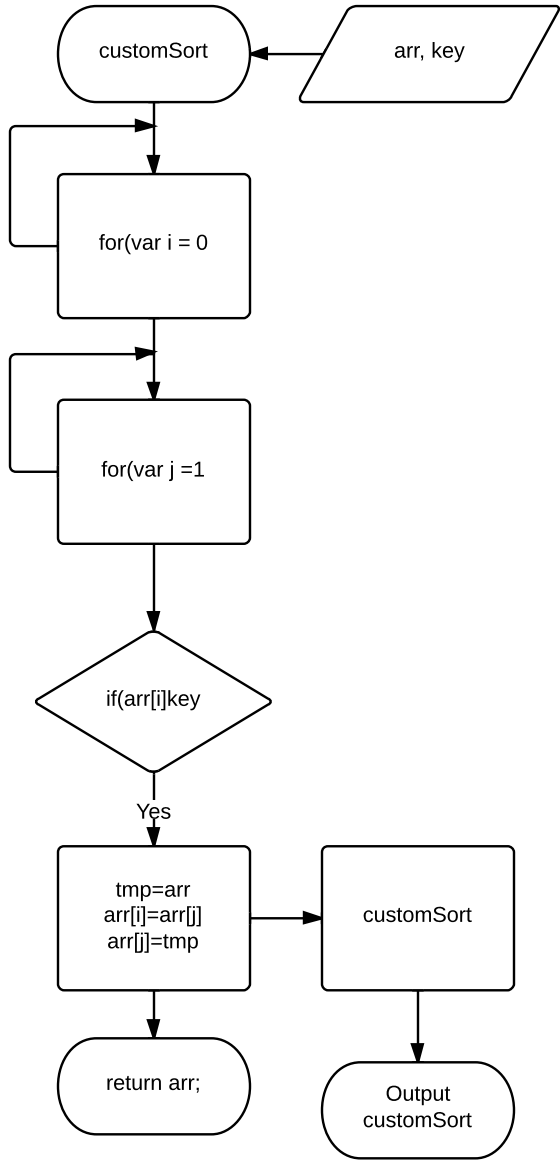 customSort
arr, key
for(var i = 0
for(var j =1
if(arr[i]key
Yes
tmp=arr
arr[i]=arr[j]
arr[j]=tmp
customSort
return arr;
Output
customSort